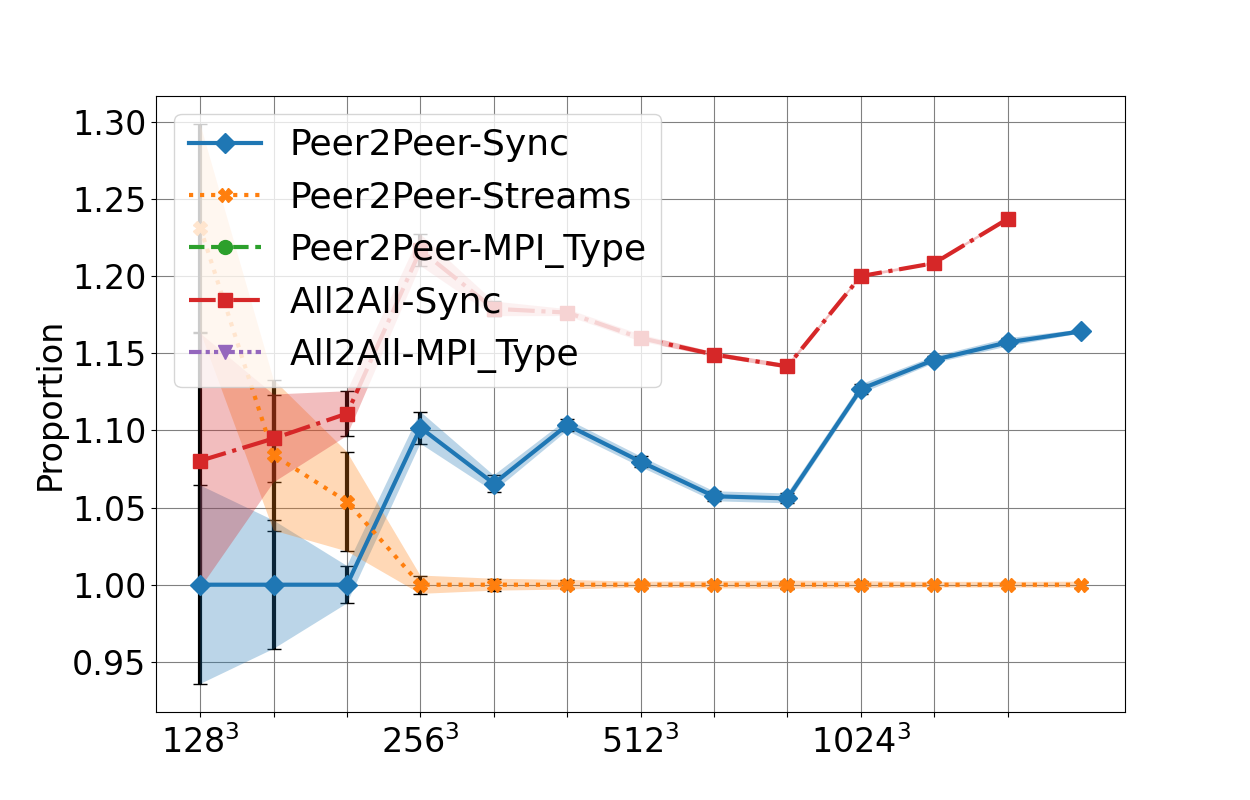 Proportion
1.30
1.25
1.20
1.15
1.10
1.05
1.00
0.95
Peer2Peer-Sync
Peer2Peer-Streams
Peer2Peer-MPI_Type
All2All-Sync
All2All-MPI_Type
128³ 256³ 512³ 1024³